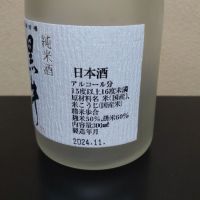 純米酒
日本酒
アルコール分
15度以上16度未満
原材料名 米(国産)、
米こうじ(国産米)
精米歩合
麹米50%、掛米60%
内容量300ml
製造年月
2024.11.